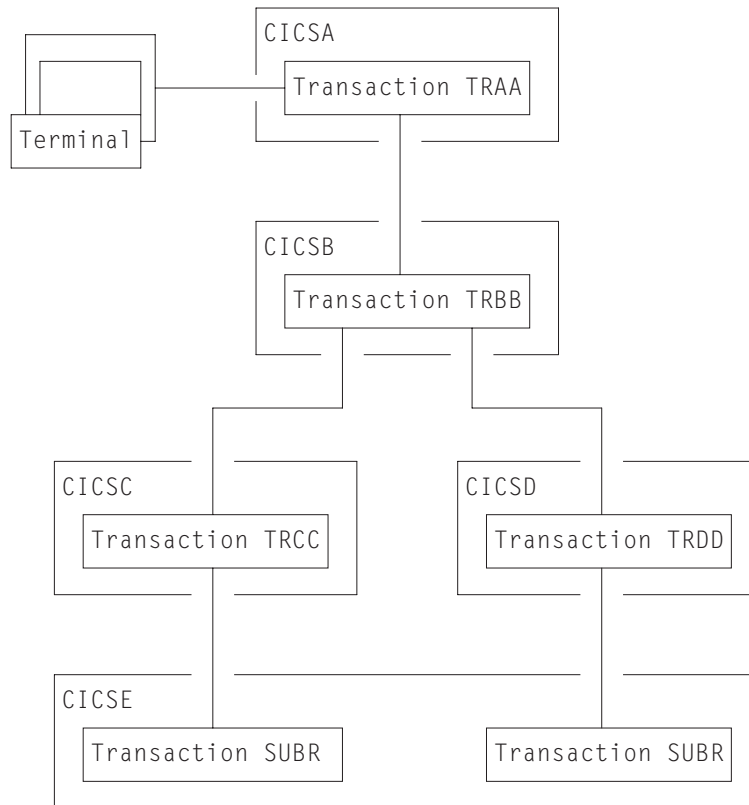 CICSA
Transaction TRAA
Terminal
CICSB
Transaction TRBB
CICSC
CICSD
Transaction TRCC
Transaction TRDD
CICSE
Transaction SUBR
Transaction SUBR